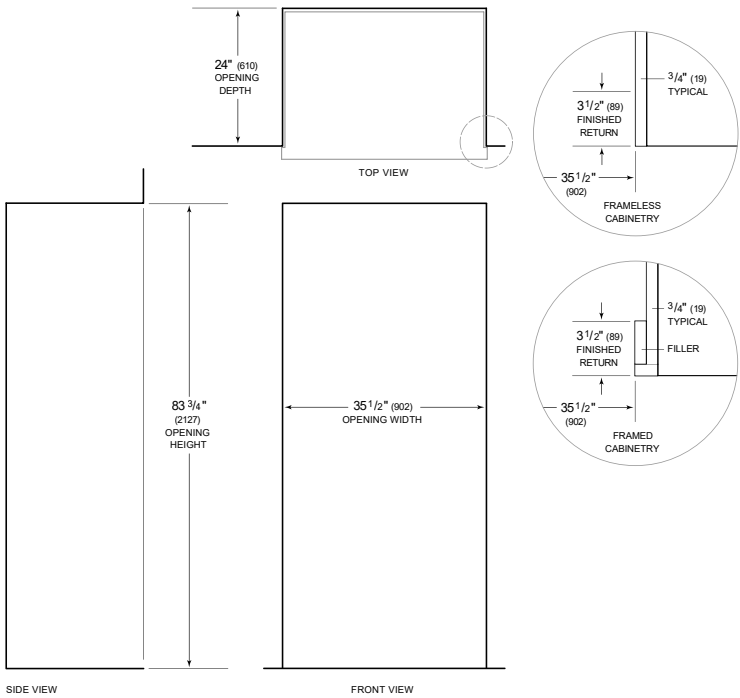 24" (610)
OPENING
DEPTH
TOP VIEW
3/4" (19)
TYPICAL
3 1/2" (89)
FINISHED
RETURN
35 1/2"
(902)
FRAMELESS
CABINETRY
3/4" (19)
TYPICAL
3 1/2" (89)
FINISHED
RETURN
FILLER
35 1/2"
(902)
FRAMED
CABINETRY
83 3/4"
(2127)
OPENING
HEIGHT
35 1/2" (902)
OPENING WIDTH
SIDE VIEW
FRONT VIEW